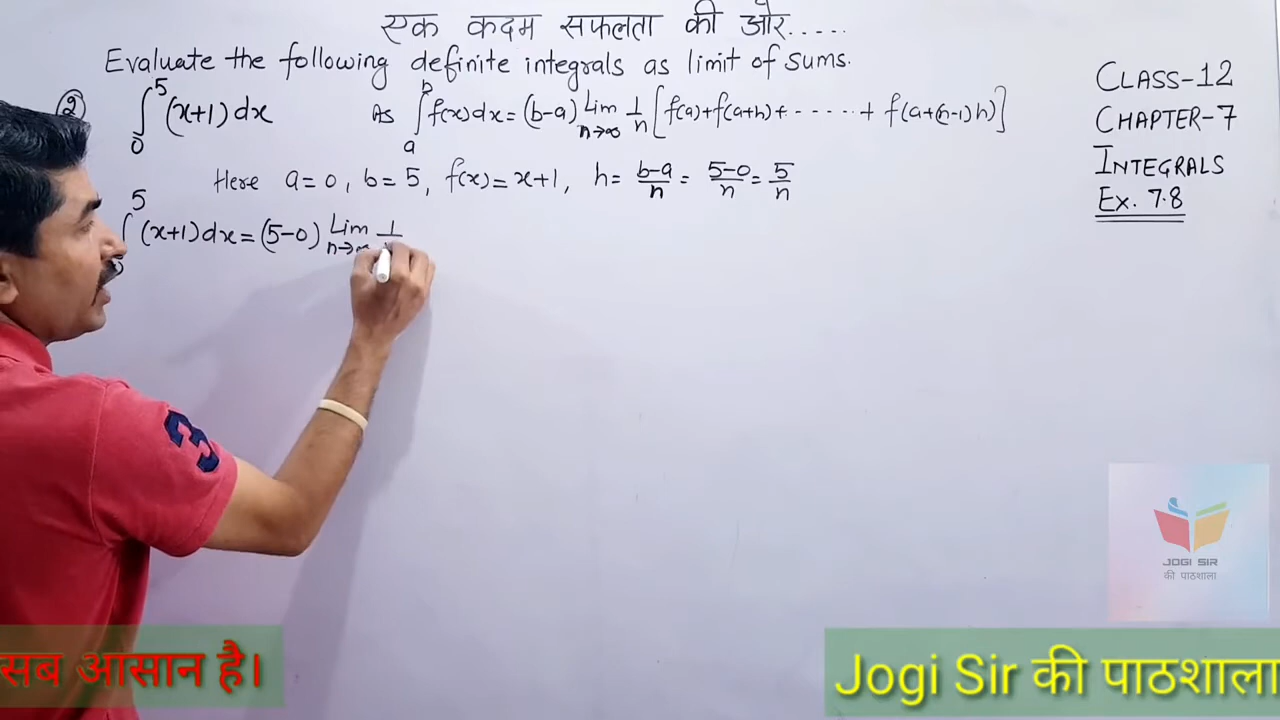 एक कदम सफलता की ओर.....
Evaluate the following definite integrals as limit of sums.
② ∫₀⁵ (x+1) dx As ∫ₐᵇ f(x) dx = (b-a) Lim n→∞ 1/n [f(a)+f(a+h)+ ------ + f(a+(n-1)h)]
Here a=0, b=5, f(x)=x+1, h= (b-a)/n = (5-0)/n = 5/n
∫₀⁵ (x+1) dx = (5-0) Lim n→∞ 1
CLASS-12
CHAPTER-7
INTEGRALS
Ex. 7.8
3
JOGI SIR
की पाठशाला
सब आसान है।
Jogi Sir की पाठशाला